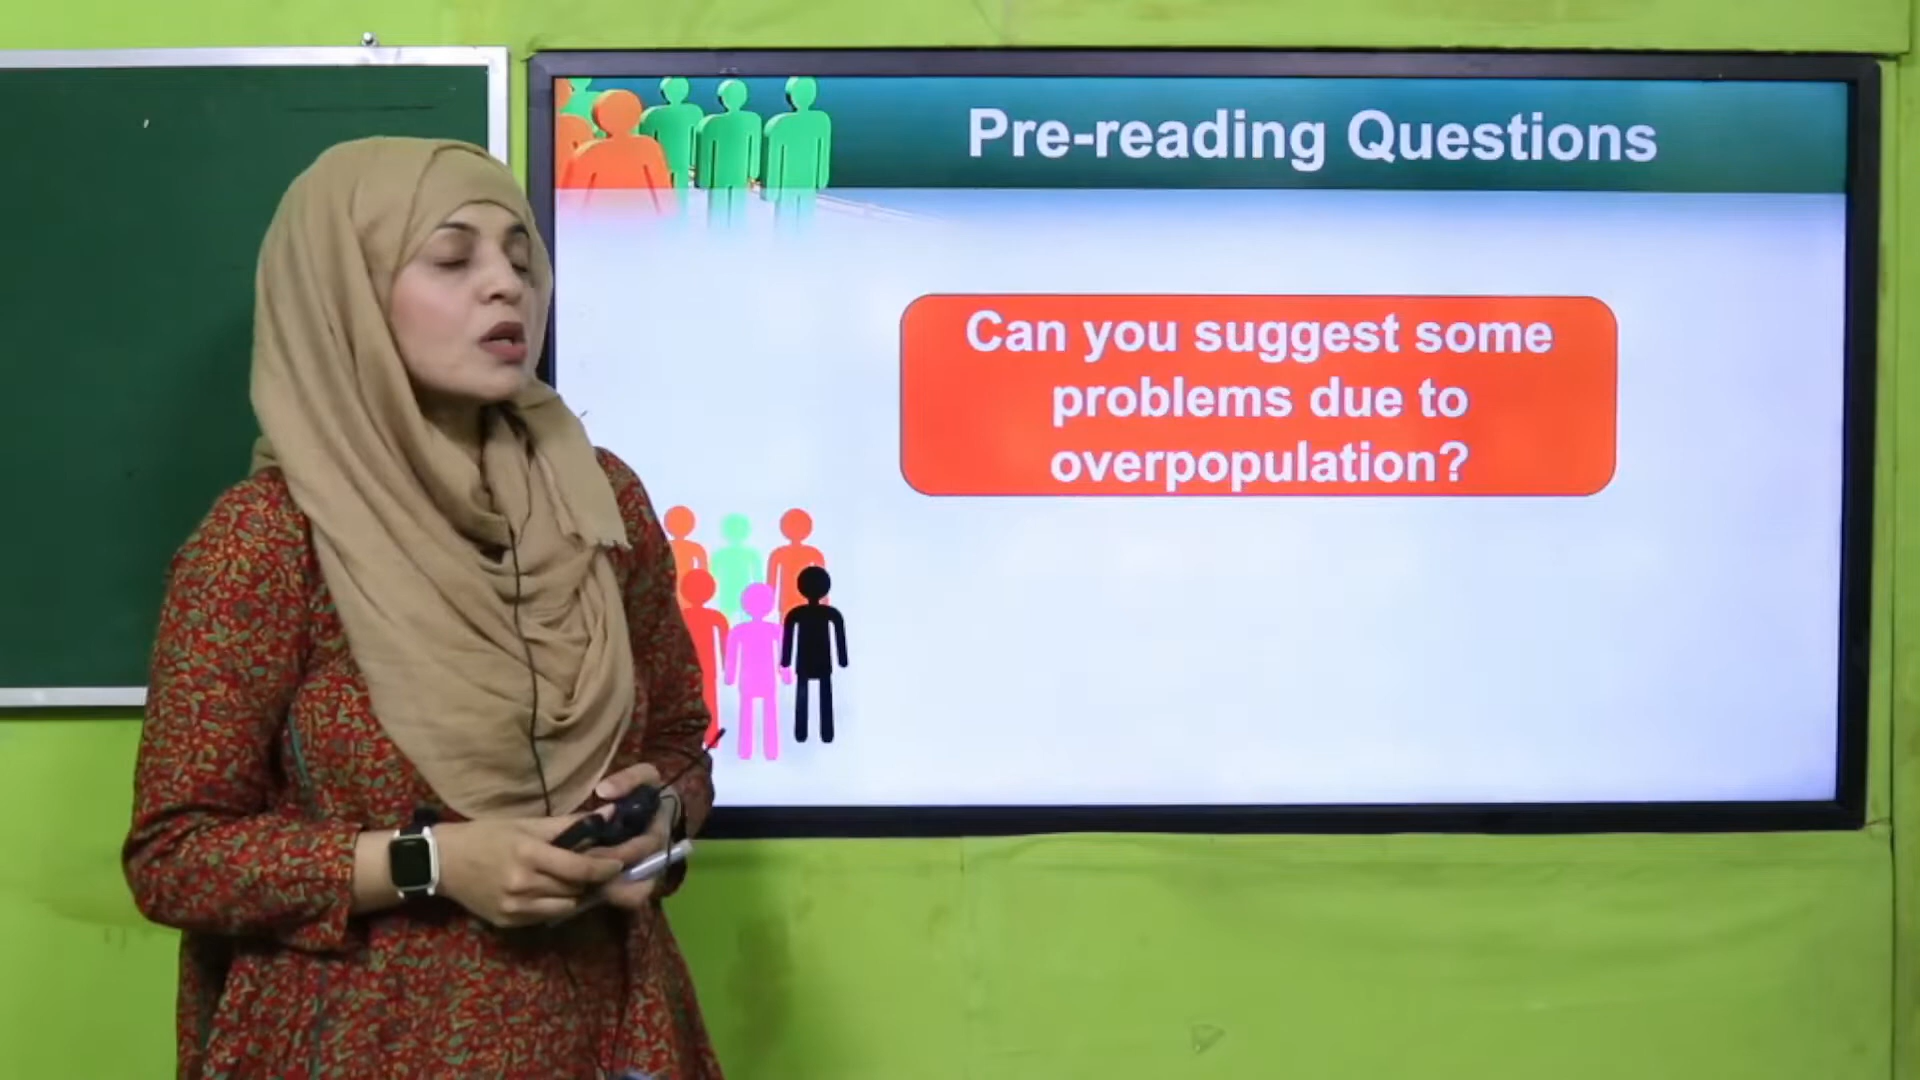 Pre-reading Questions
Can you suggest some
problems due to
overpopulation?